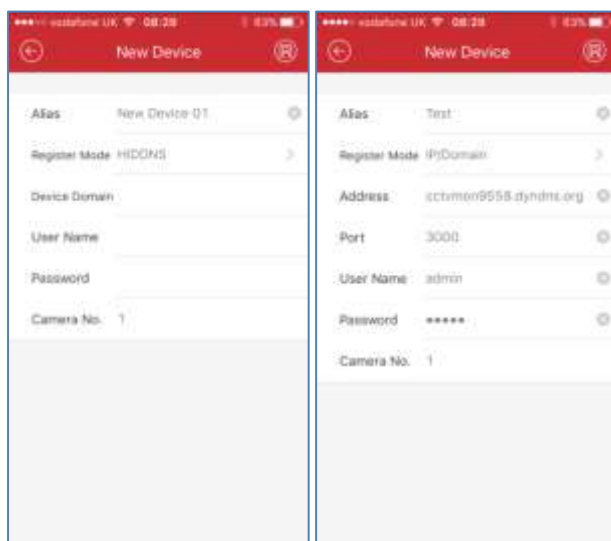 vodafone UK 08:28 83%
New Device
Alias New Device 01
Register Mode HIDDNS
Device Domain
User Name
Password
Camera No. 1
vodafone UK 08:28 83%
New Device
Alias Test
Register Mode IP/Domain
Address cctvmon9558.dyndns.org
Port 3000
User Name admin
Password •••••
Camera No. 1